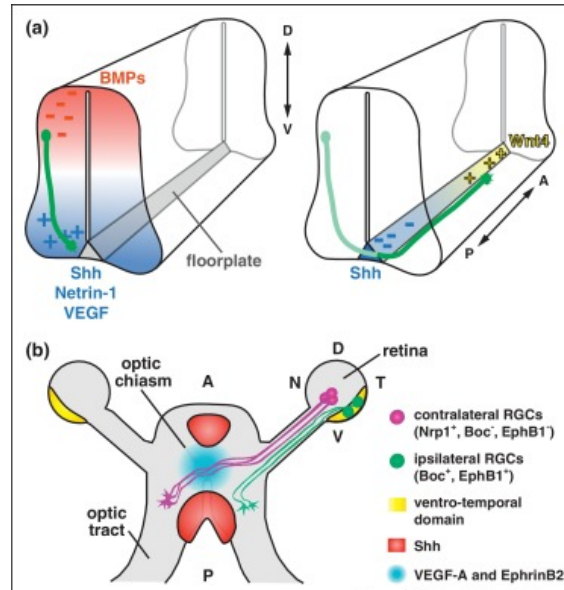 (a)
D
V
BMPs
floorplate
Shh
Netrin-1
VEGF
Wnt4
A
P
Shh
(b)
optic
chiasm
A
D
N
T
V
retina
optic
tract
P
contralateral RGCs
(Nrp1⁺, Boc⁻, EphB1⁻)
ipsilateral RGCs
(Boc⁺, EphB1⁺)
ventro-temporal
domain
Shh
VEGF-A and EphrinB2